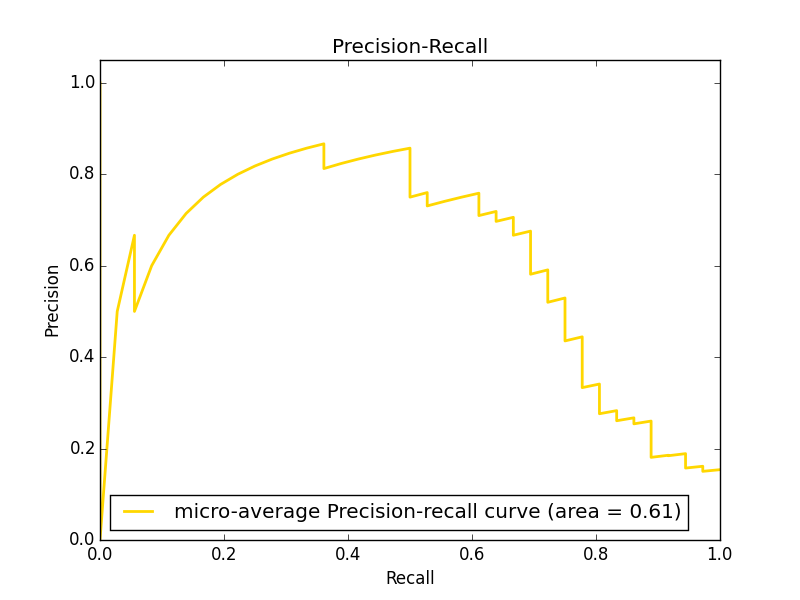 Precision-Recall
1.0
0.8
0.6
0.4
0.2
0.0
Precision
micro-average Precision-recall curve (area = 0.61)
0.0 0.2 0.4 0.6 0.8 1.0
Recall